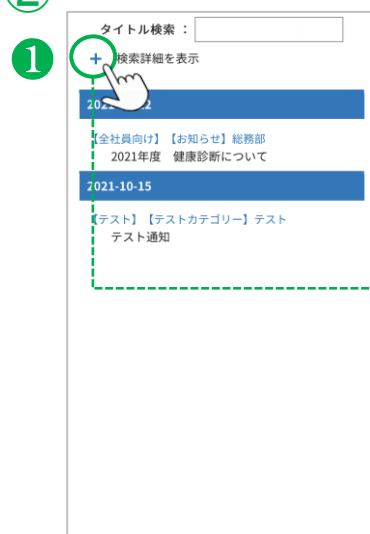 2
1
タイトル検索 ：
+ 検索詳細を表示
【全社員向け】【お知らせ】総務部
2021年度 健康診断について
2021-10-15
【テスト】【テストカテゴリー】テスト
テスト通知